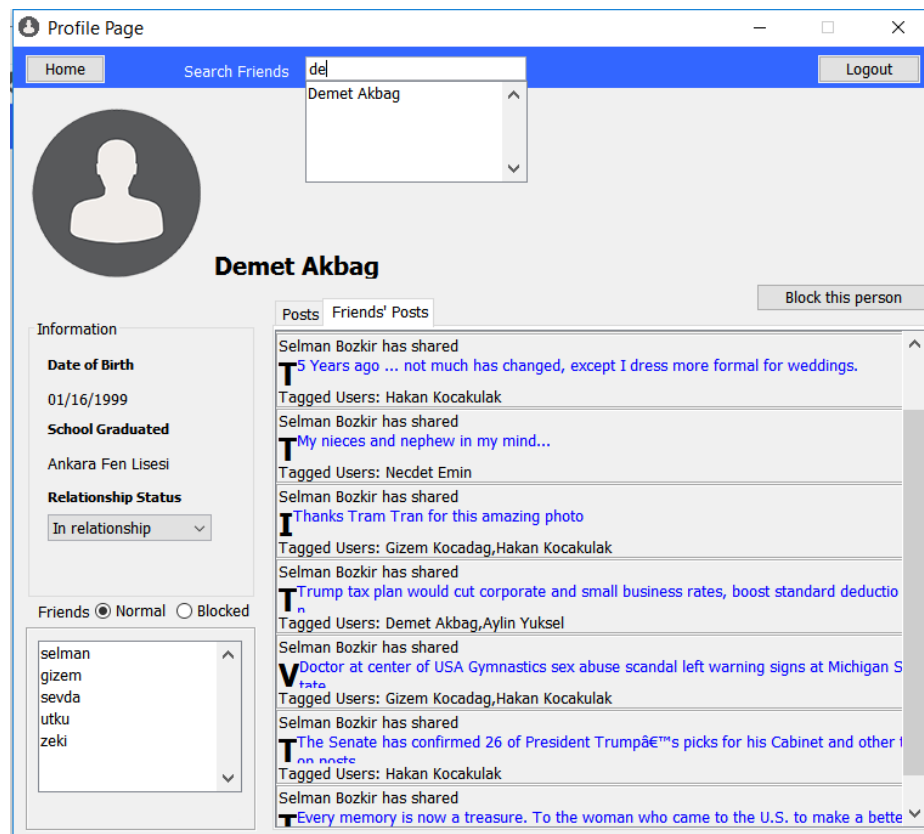 Profile Page
Home
Search Friends
de
Logout
Demet Akbag
Demet Akbag
Block this person
Posts
Friends' Posts
Information
Date of Birth
01/16/1999
School Graduated
Ankara Fen Lisesi
Relationship Status
In relationship
Friends
Normal
Blocked
selman
gizem
sevda
utku
zeki
Selman Bozkir has shared
T 5 Years ago ... not much has changed, except I dress more formal for weddings.
Tagged Users: Hakan Kocakulak
Selman Bozkir has shared
T My nieces and nephew in my mind...
Tagged Users: Necdet Emin
Selman Bozkir has shared
I Thanks Tram Tran for this amazing photo
Tagged Users: Gizem Kocadag,Hakan Kocakulak
Selman Bozkir has shared
T Trump tax plan would cut corporate and small business rates, boost standard deductio
n
Tagged Users: Demet Akbag,Aylin Yuksel
Selman Bozkir has shared
V Doctor at center of USA Gymnastics sex abuse scandal left warning signs at Michigan S
tate
Tagged Users: Gizem Kocadag,Hakan Kocakulak
Selman Bozkir has shared
T The Senate has confirmed 26 of President Trumpâ€™s picks for his Cabinet and other t
on posts
Tagged Users: Hakan Kocakulak
Selman Bozkir has shared
T Every memory is now a treasure. To the woman who came to the U.S. to make a bette